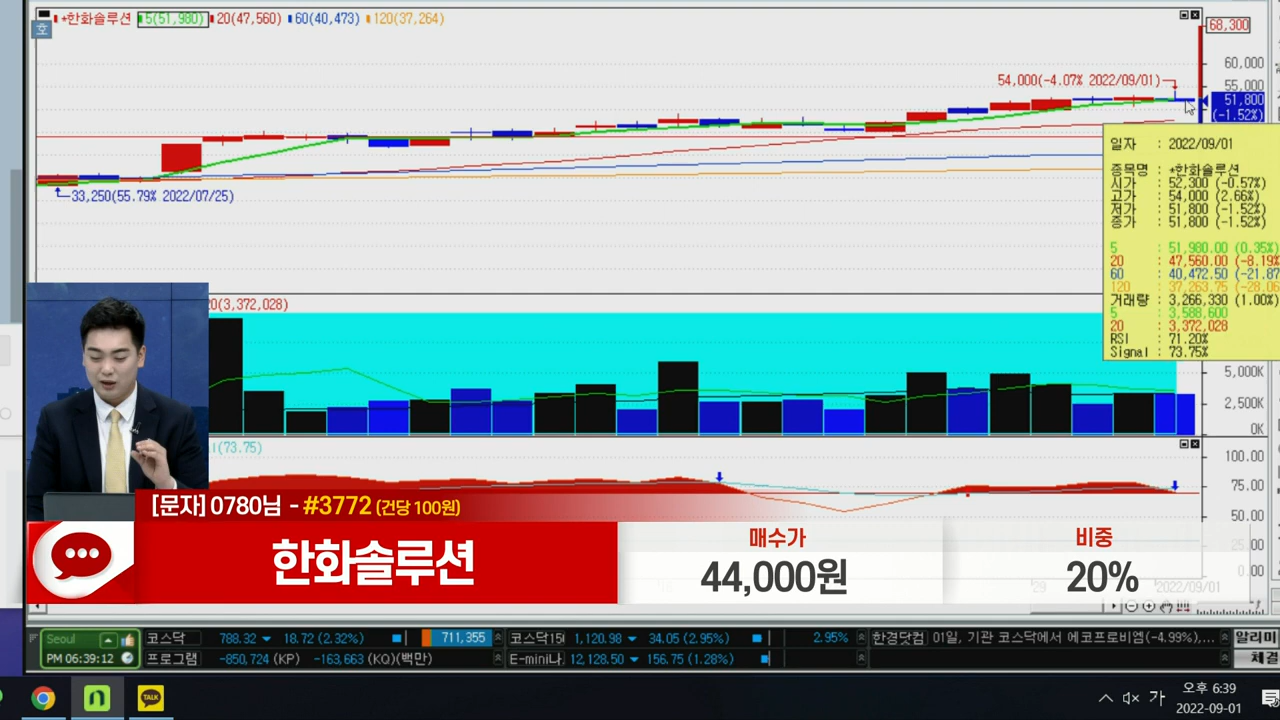 *한화솔루션 5(51,980) 20(47,560) 60(40,473) 120(37,264)
호
68,300
60,000
55,000
54,000(-4.07% 2022/09/01)
51,800
(-1.52%)
33,250(55.79% 2022/07/25)
일자 : 2022/09/01
종목명 : *한화솔루션
시가 : 52,300 (-0.57%)
고가 : 54,000 (2.66%)
저가 : 51,800 (-1.52%)
종가 : 51,800 (-1.52%)
5 : 51,980.00 (0.35%)
20 : 47,560.00 (-8.19%
60 : 40,472.50 (-21.87
120 : 37,263.75 (-28.06
거래량 : 3,266,330 (1.00%)
5 : 3,588,600
20 : 3,372,028
RSI : 71.20%
Signal : 73.75%
0(3,372,028)
5,000K
2,500K
0K
(73.75)
100.00
75.00
50.00
25.00
0.00
[문자] 0780님 - #3772 (건당 100원)
한화솔루션
매수가
44,000원
비중
20%
29
2022/09/01
Seoul
PM 06:39:12
코스닥 788.32 18.72 (2.32%) 711,355 코스닥15 1,120.98 34.05 (2.95%) 2.95% 한경닷컴 01일, 기관 코스닥에서 에코프로비엠(-4.99%),... 알리미
프로그램 -850,724 (KP) -163,663 (KQ)(백만) E-mini나 12,128.50 156.75 (1.28%) 체결
TALK
가
오후 6:39
2022-09-01